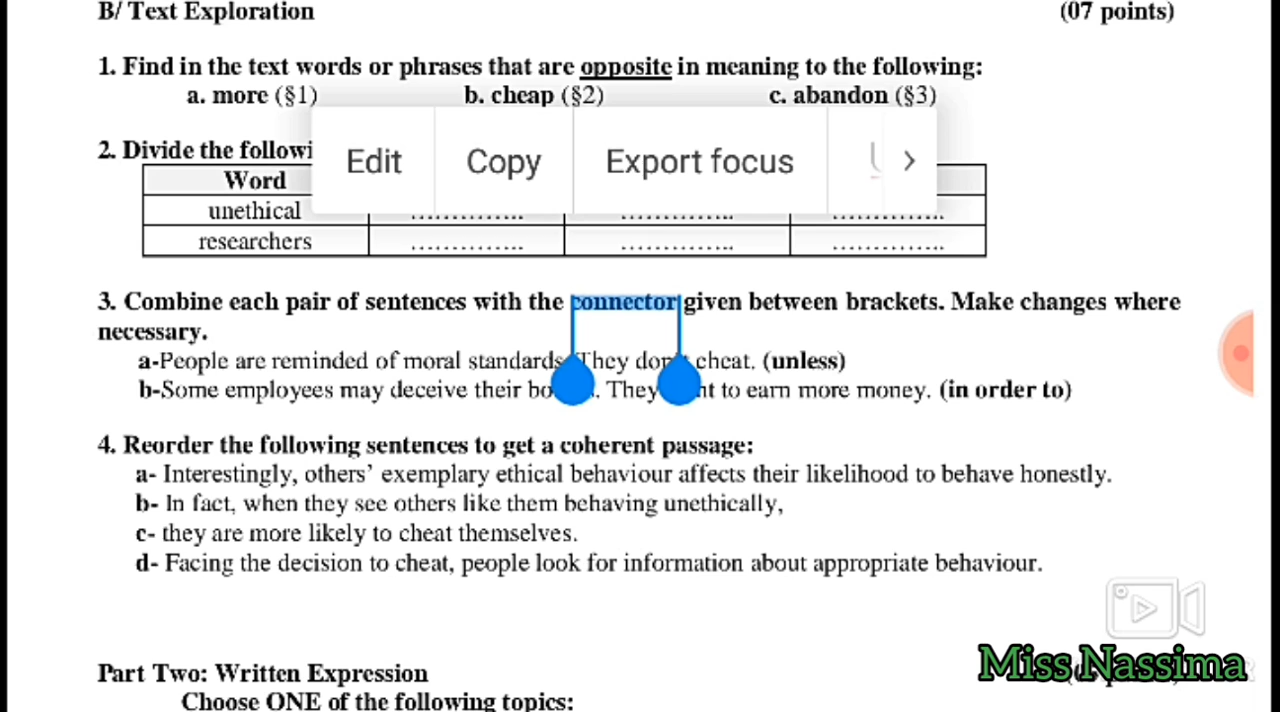 B/ Text Exploration (07 points)
1. Find in the text words or phrases that are opposite in meaning to the following:
a. more (§1) b. cheap (§2) c. abandon (§3)
2. Divide the followi
Edit Copy Export focus
Word
unethical ………….. ………….. …………..
researchers ………….. ………….. …………..
3. Combine each pair of sentences with the connector given between brackets. Make changes where
necessary.
a-People are reminded of moral standards. They don't cheat. (unless)
b-Some employees may deceive their bo . They nt to earn more money. (in order to)
4. Reorder the following sentences to get a coherent passage:
a- Interestingly, others' exemplary ethical behaviour affects their likelihood to behave honestly.
b- In fact, when they see others like them behaving unethically,
c- they are more likely to cheat themselves.
d- Facing the decision to cheat, people look for information about appropriate behaviour.
Part Two: Written Expression
Miss Nassima
Choose ONE of the following topics: